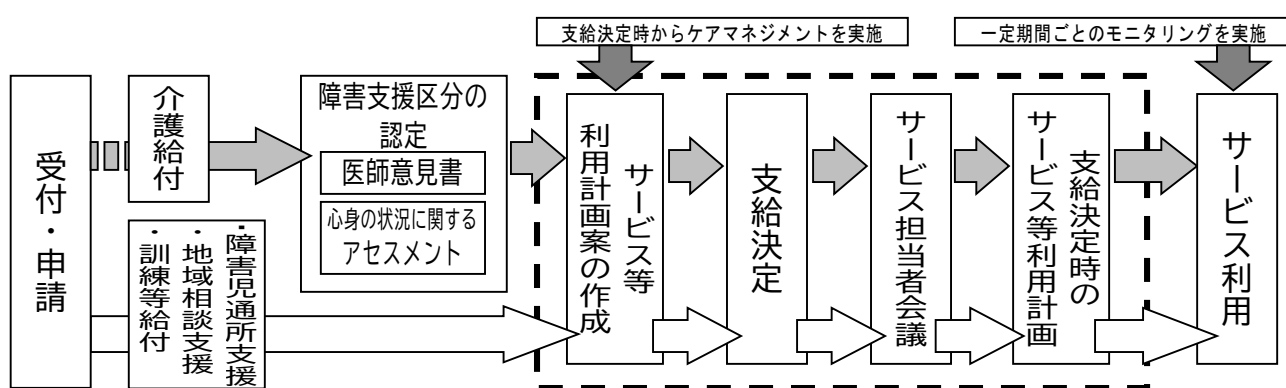 支給決定時からケアマネジメントを実施
一定期間ごとのモニタリングを実施
受付・申請
介護給付
障害支援区分の
認定
医師意見書
心身の状況に関する
アセスメント
・障害児通所支援
・地域相談支援
・訓練等給付
サービス等
利用計画案の作成
支給決定
サービス担当者会議
支給決定時の
サービス等利用計画
サービス利用